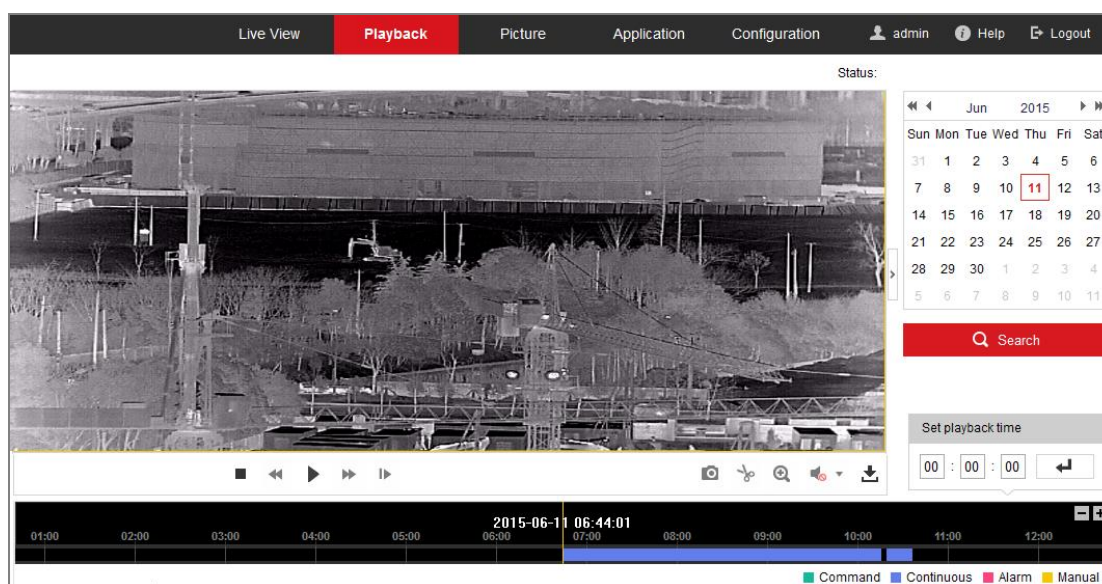 Live View Playback Picture Application Configuration admin Help Logout
Status:
Jun 2015
Sun Mon Tue Wed Thu Fri Sat
31 1 2 3 4 5 6
7 8 9 10 11 12 13
14 15 16 17 18 19 20
21 22 23 24 25 26 27
28 29 30 1 2 3 4
5 6 7 8 9 10 11
Search
Set playback time
00 : 00 : 00
2015-06-11 06:44:01
01:00 02:00 03:00 04:00 05:00 06:00 07:00 08:00 09:00 10:00 11:00 12:00
Command Continuous Alarm Manual